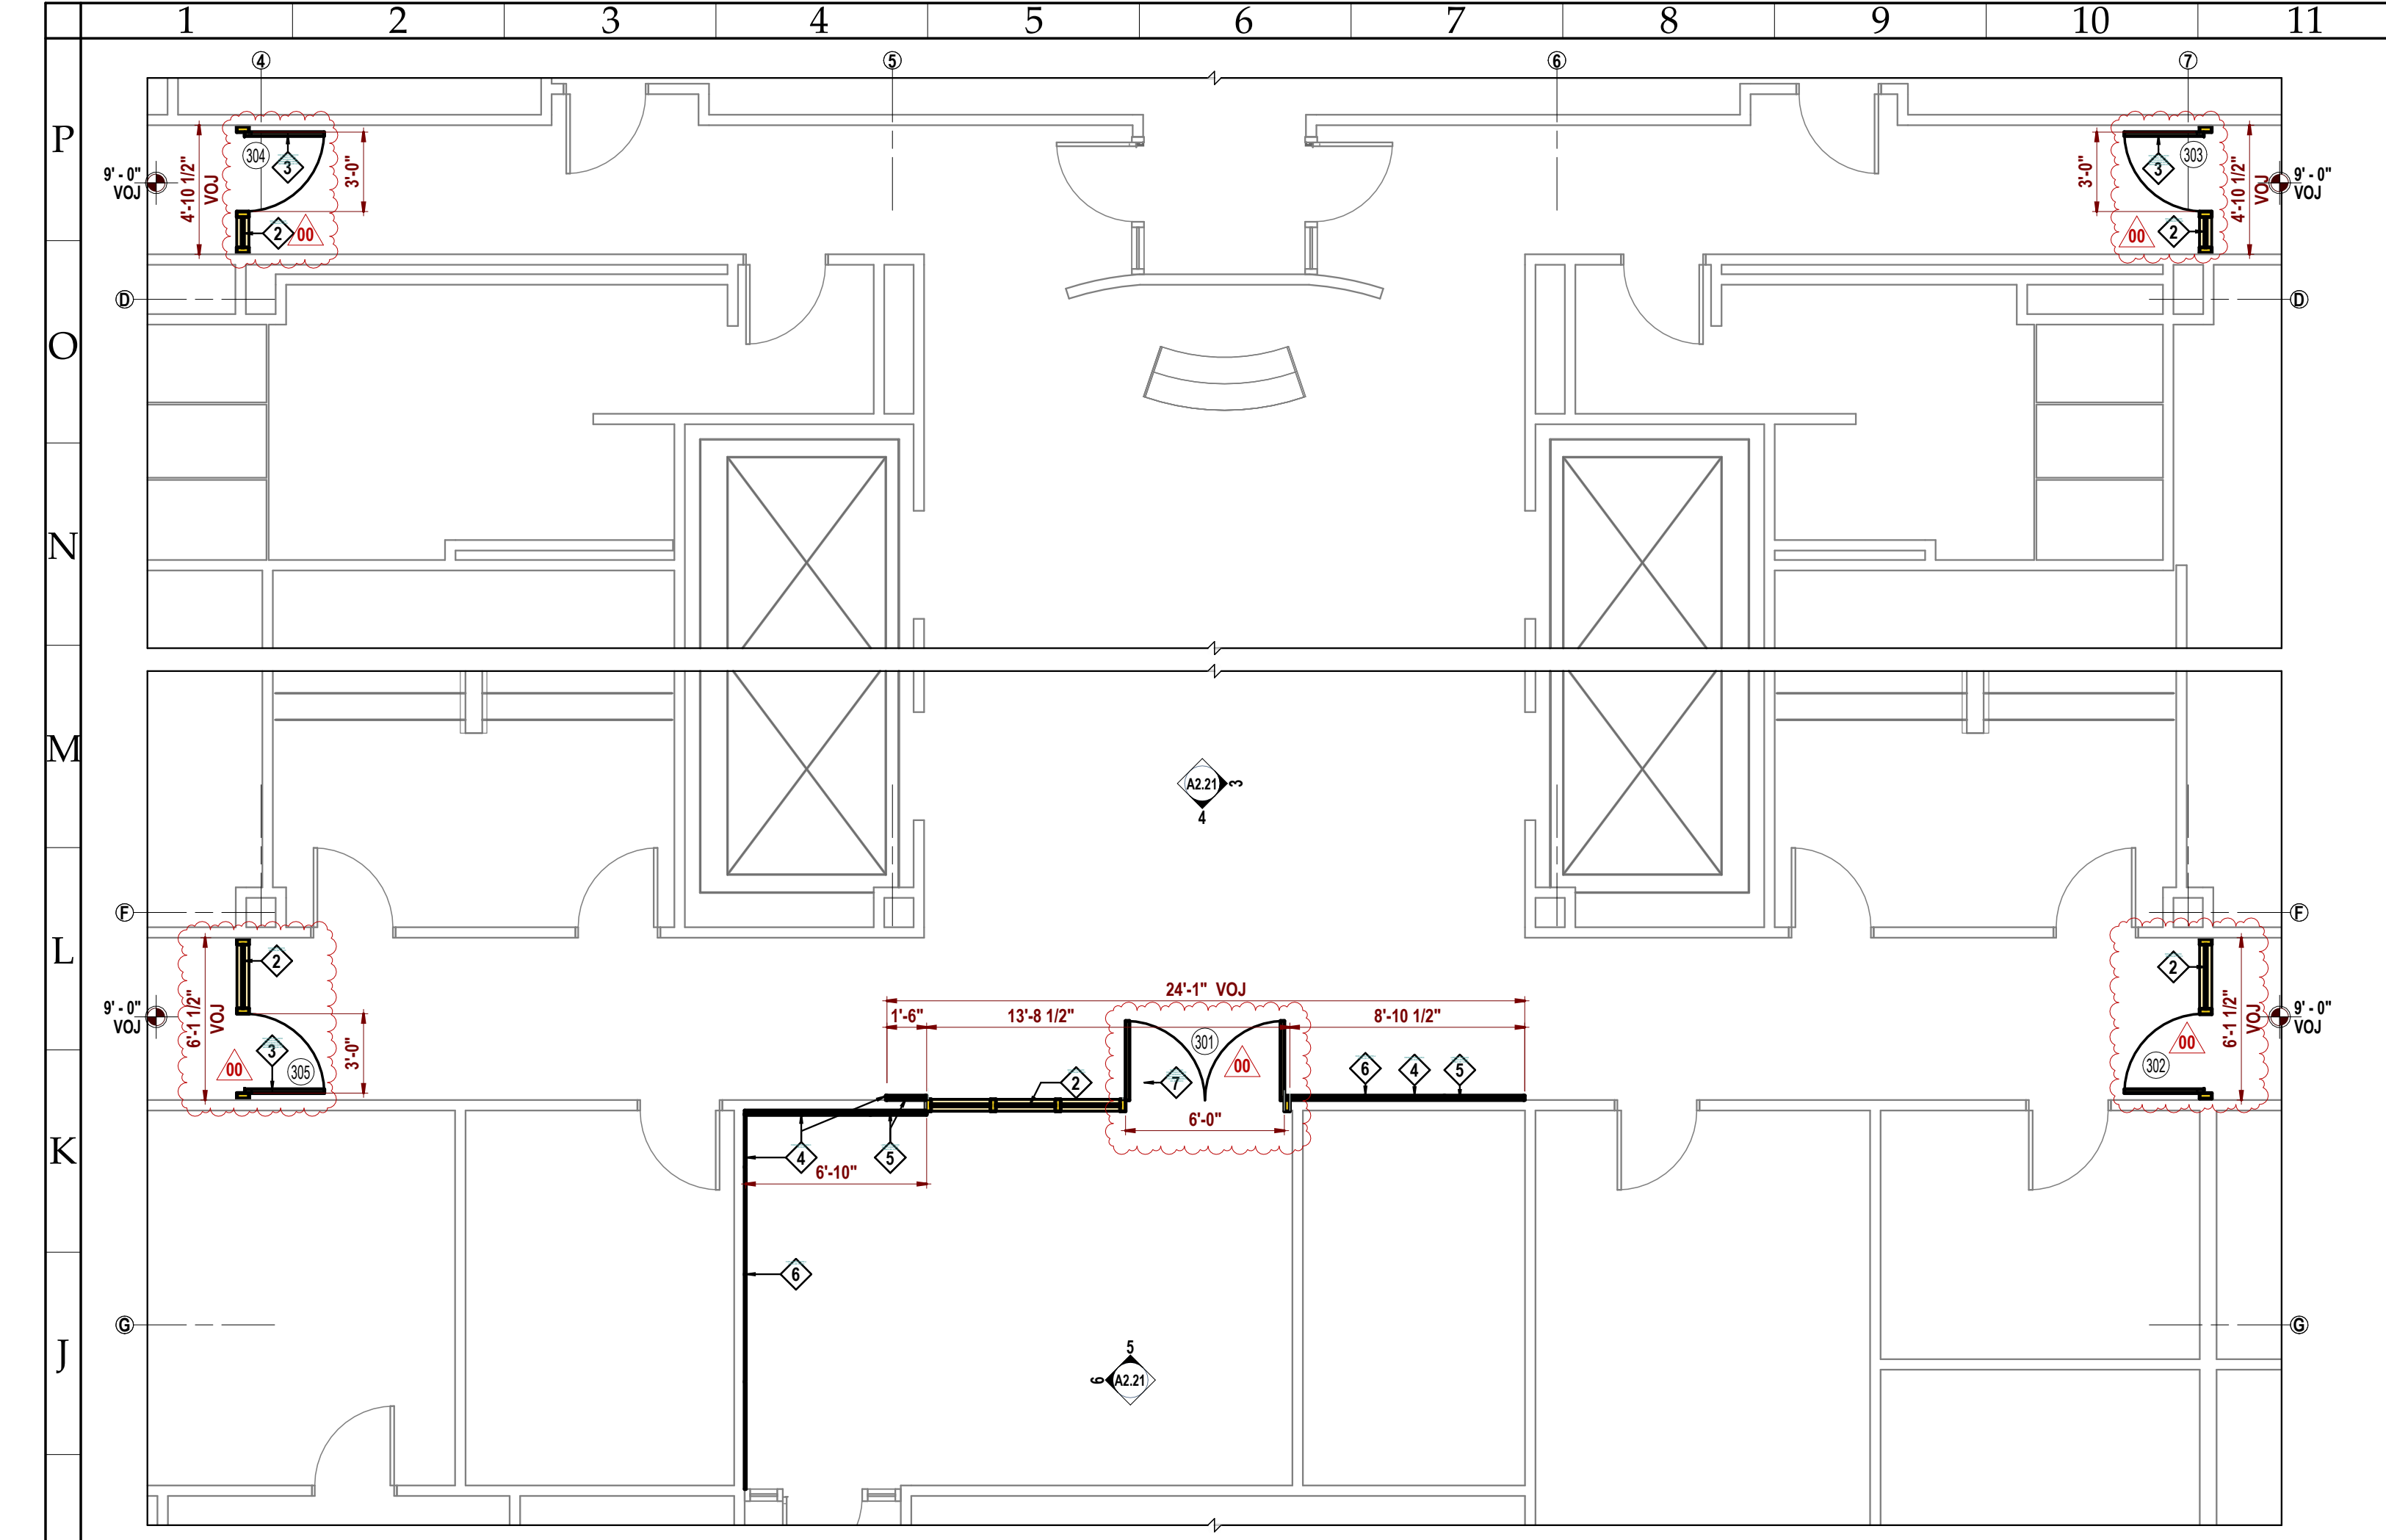 1 2 3 4 5 6 7 8 9 10 11
4 5 6 7
P
304
3
3'-0"
9' - 0"
VOJ
4'-10 1/2"
VOJ
2
00
3'-0"
3
303
4'-10 1/2"
VOJ
9' - 0"
VOJ
00
2
D
D
O
N
M
A2.21
3
4
F
F
L
2
2
9' - 0"
VOJ
6'-1 1/2"
VOJ
3
00
305
3'-0"
24'-1" VOJ
1'-6"
13'-8 1/2"
8'-10 1/2"
301
00
2
7
6
4
5
6'-0"
00
302
6'-1 1/2"
VOJ
9' - 0"
VOJ
K
4
5
6'-10"
6
G
G
J
5
6
A2.21